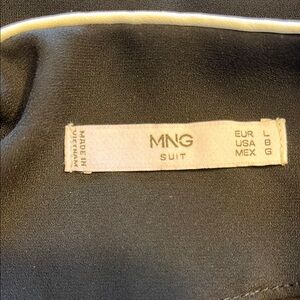 MADE IN
VIETNAM
MNG
SUIT
EUR L
USA 8
MEX G